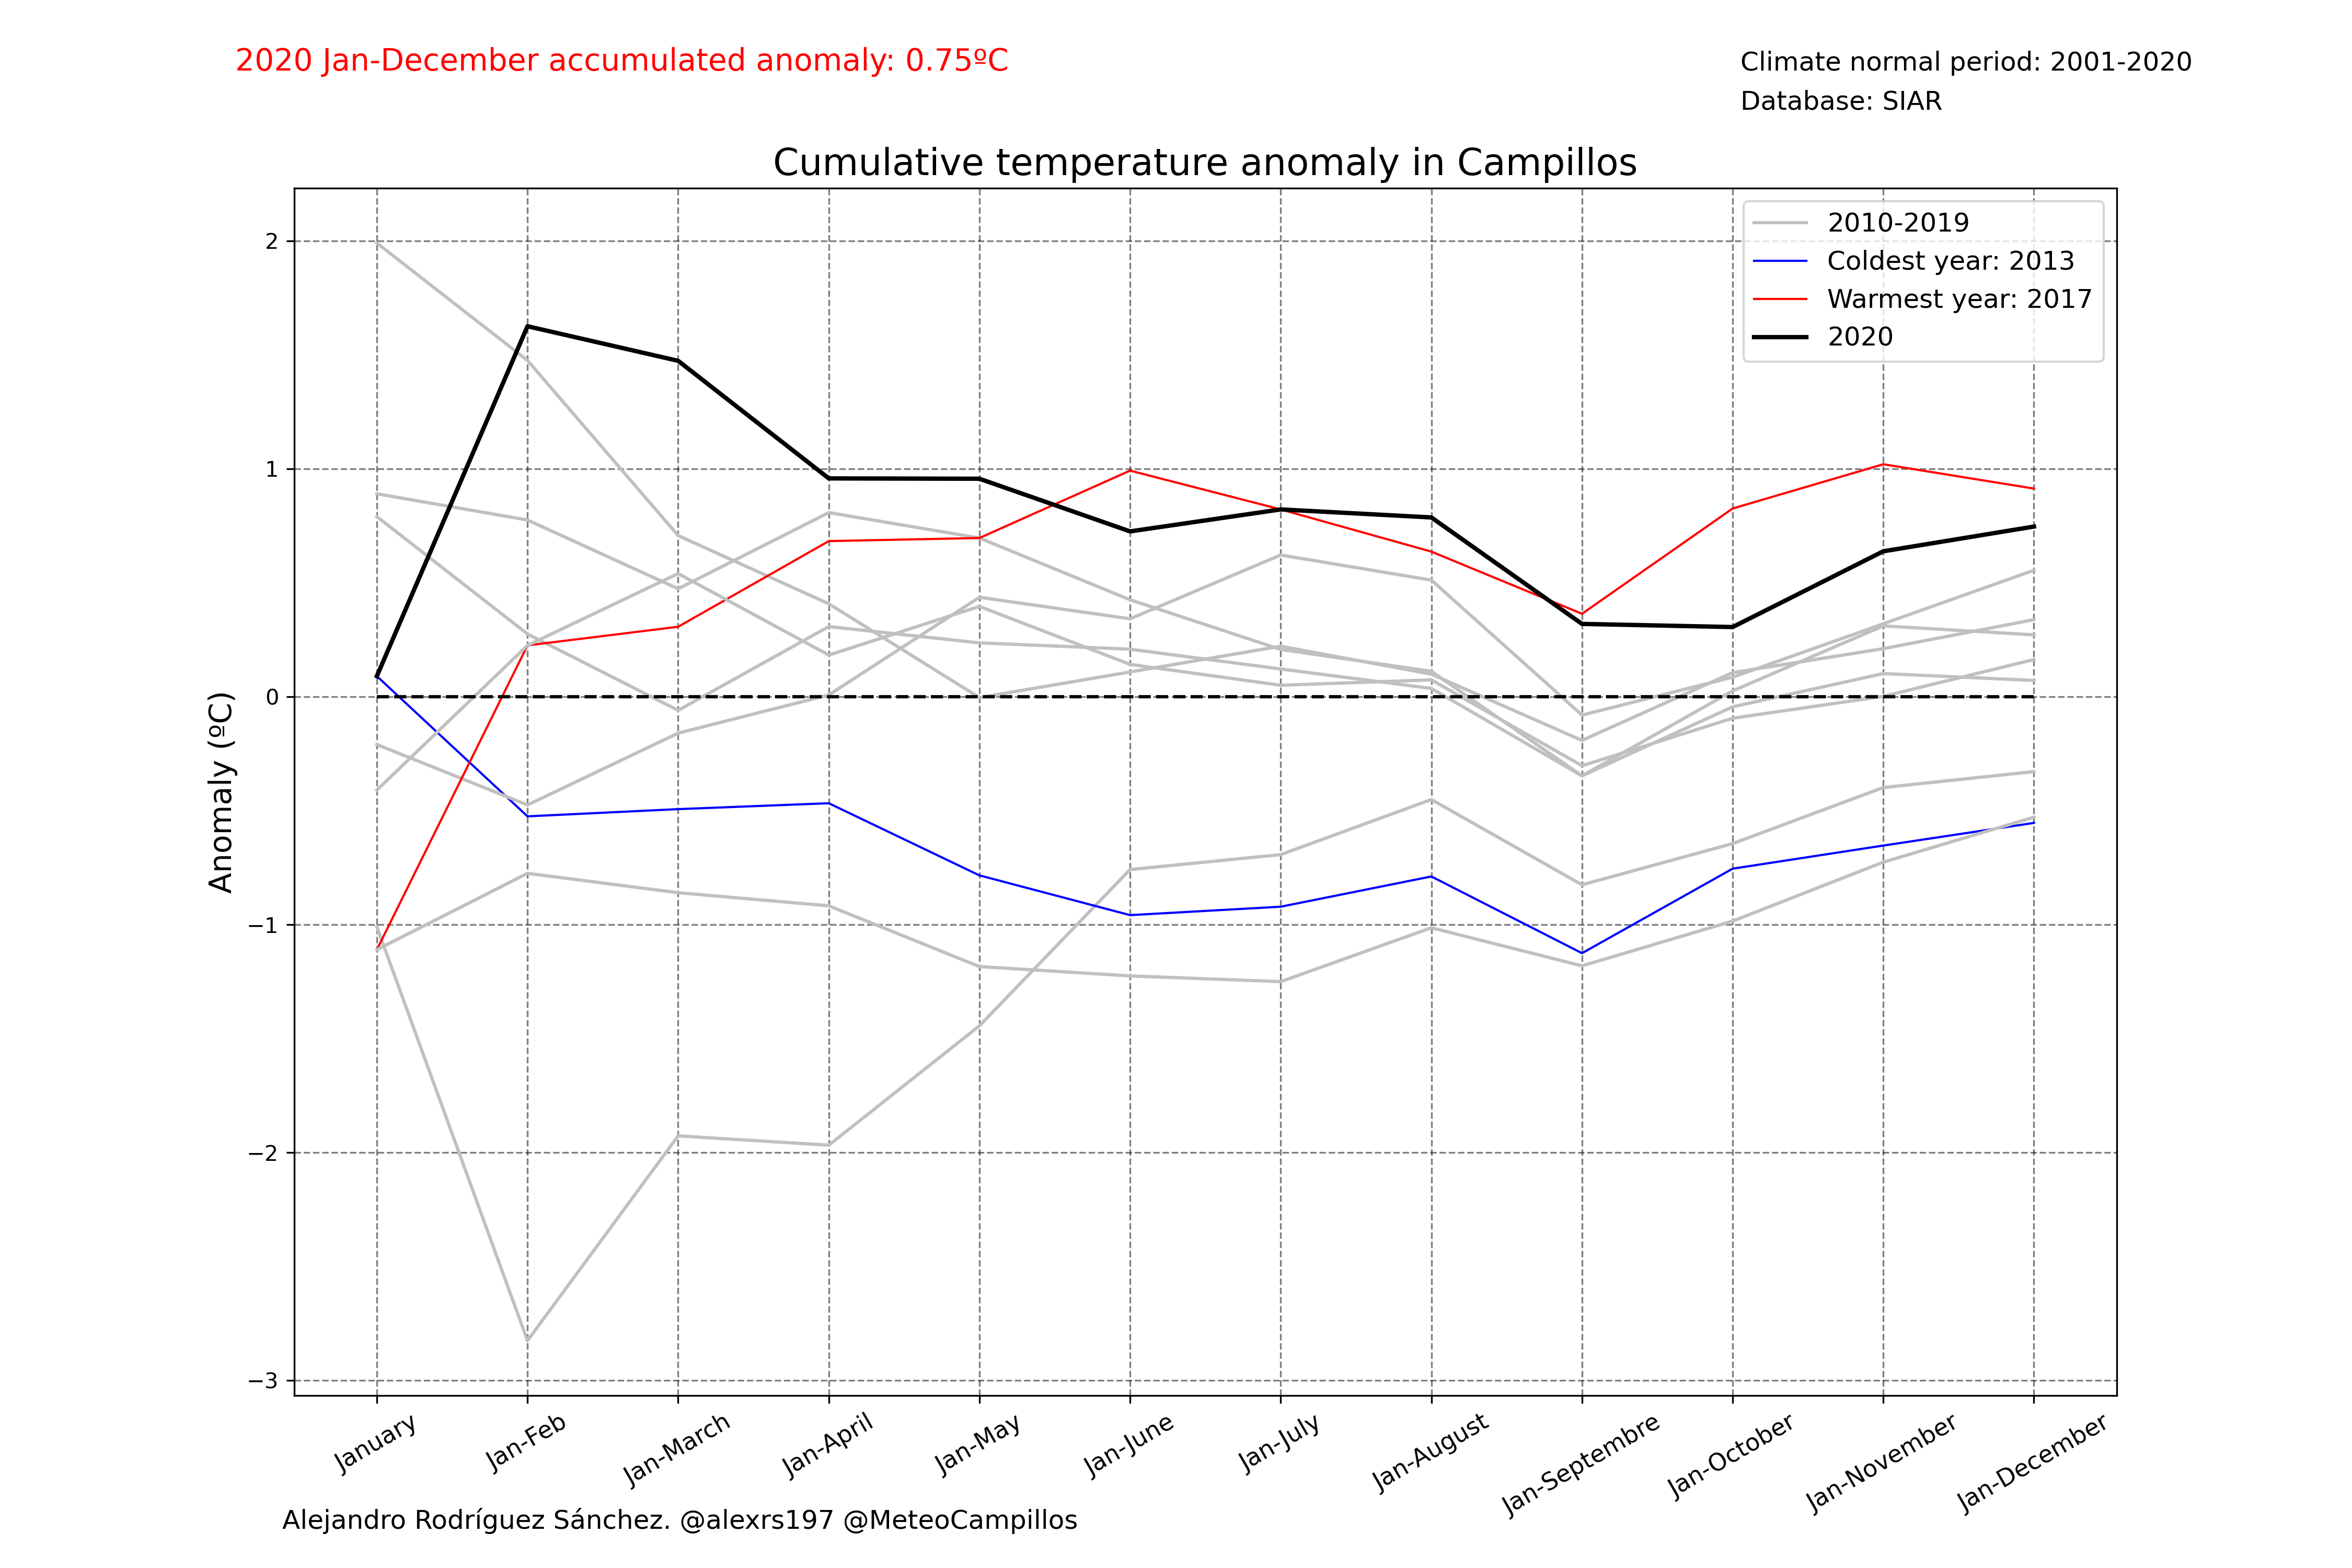 2020 Jan-December accumulated anomaly: 0.75ºC
Climate normal period: 2001-2020
Database: SIAR
Cumulative temperature anomaly in Campillos
2010-2019
Coldest year: 2013
Warmest year: 2017
2020
Anomaly (ºC)
2
1
0
−1
−2
−3
January
Jan-Feb
Jan-March
Jan-April
Jan-May
Jan-June
Jan-July
Jan-August
Jan-Septembre
Jan-October
Jan-November
Jan-December
Alejandro Rodríguez Sánchez. @alexrs197 @MeteoCampillos